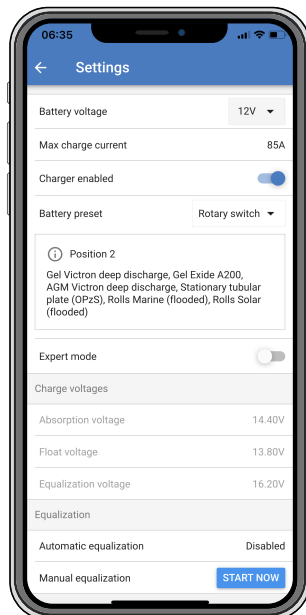 06:35
Settings
Battery voltage 12V
Max charge current 85A
Charger enabled
Battery preset Rotary switch
Position 2
Gel Victron deep discharge, Gel Exide A200,
AGM Victron deep discharge, Stationary tubular
plate (OPzS), Rolls Marine (flooded), Rolls Solar
(flooded)
Expert mode
Charge voltages
Absorption voltage 14.40V
Float voltage 13.80V
Equalization voltage 16.20V
Equalization
Automatic equalization Disabled
Manual equalization START NOW